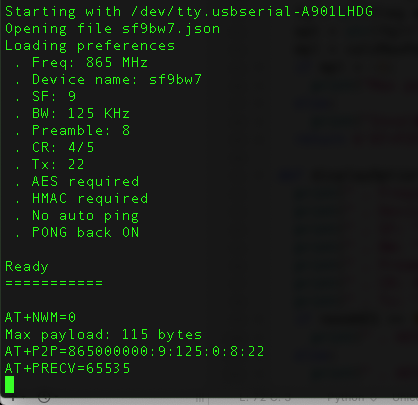 Starting with /dev/tty.usbserial-A901LHDG
Opening file sf9bw7.json
Loading preferences
. Freq: 865 MHz
. Device name: sf9bw7
. SF: 9
. BW: 125 KHz
. Preamble: 8
. CR: 4/5
. Tx: 22
. AES required
. HMAC required
. No auto ping
. PONG back ON
Ready
===========
AT+NWM=0
Max payload: 115 bytes
AT+P2P=865000000:9:125:0:8:22
AT+PRECV=65535